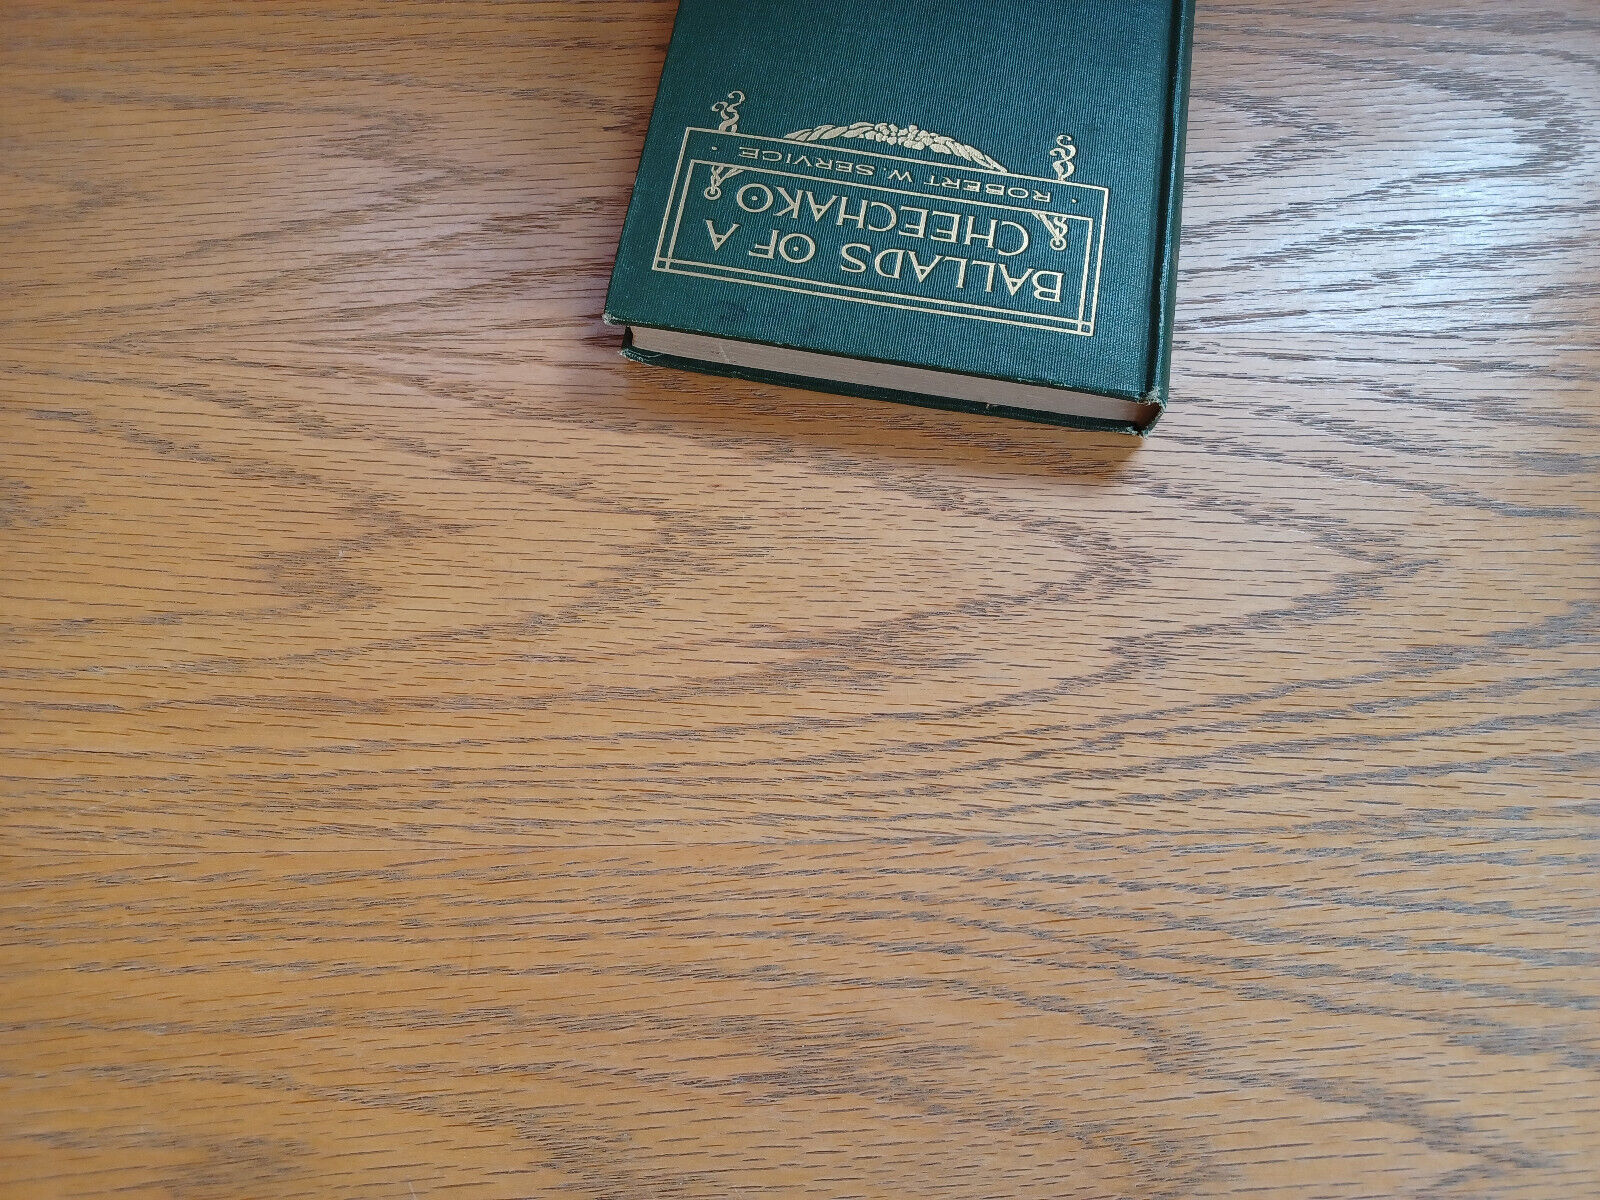 BALLADS OF A
CHEECHAKO
· ROBERT W. SERVICE ·